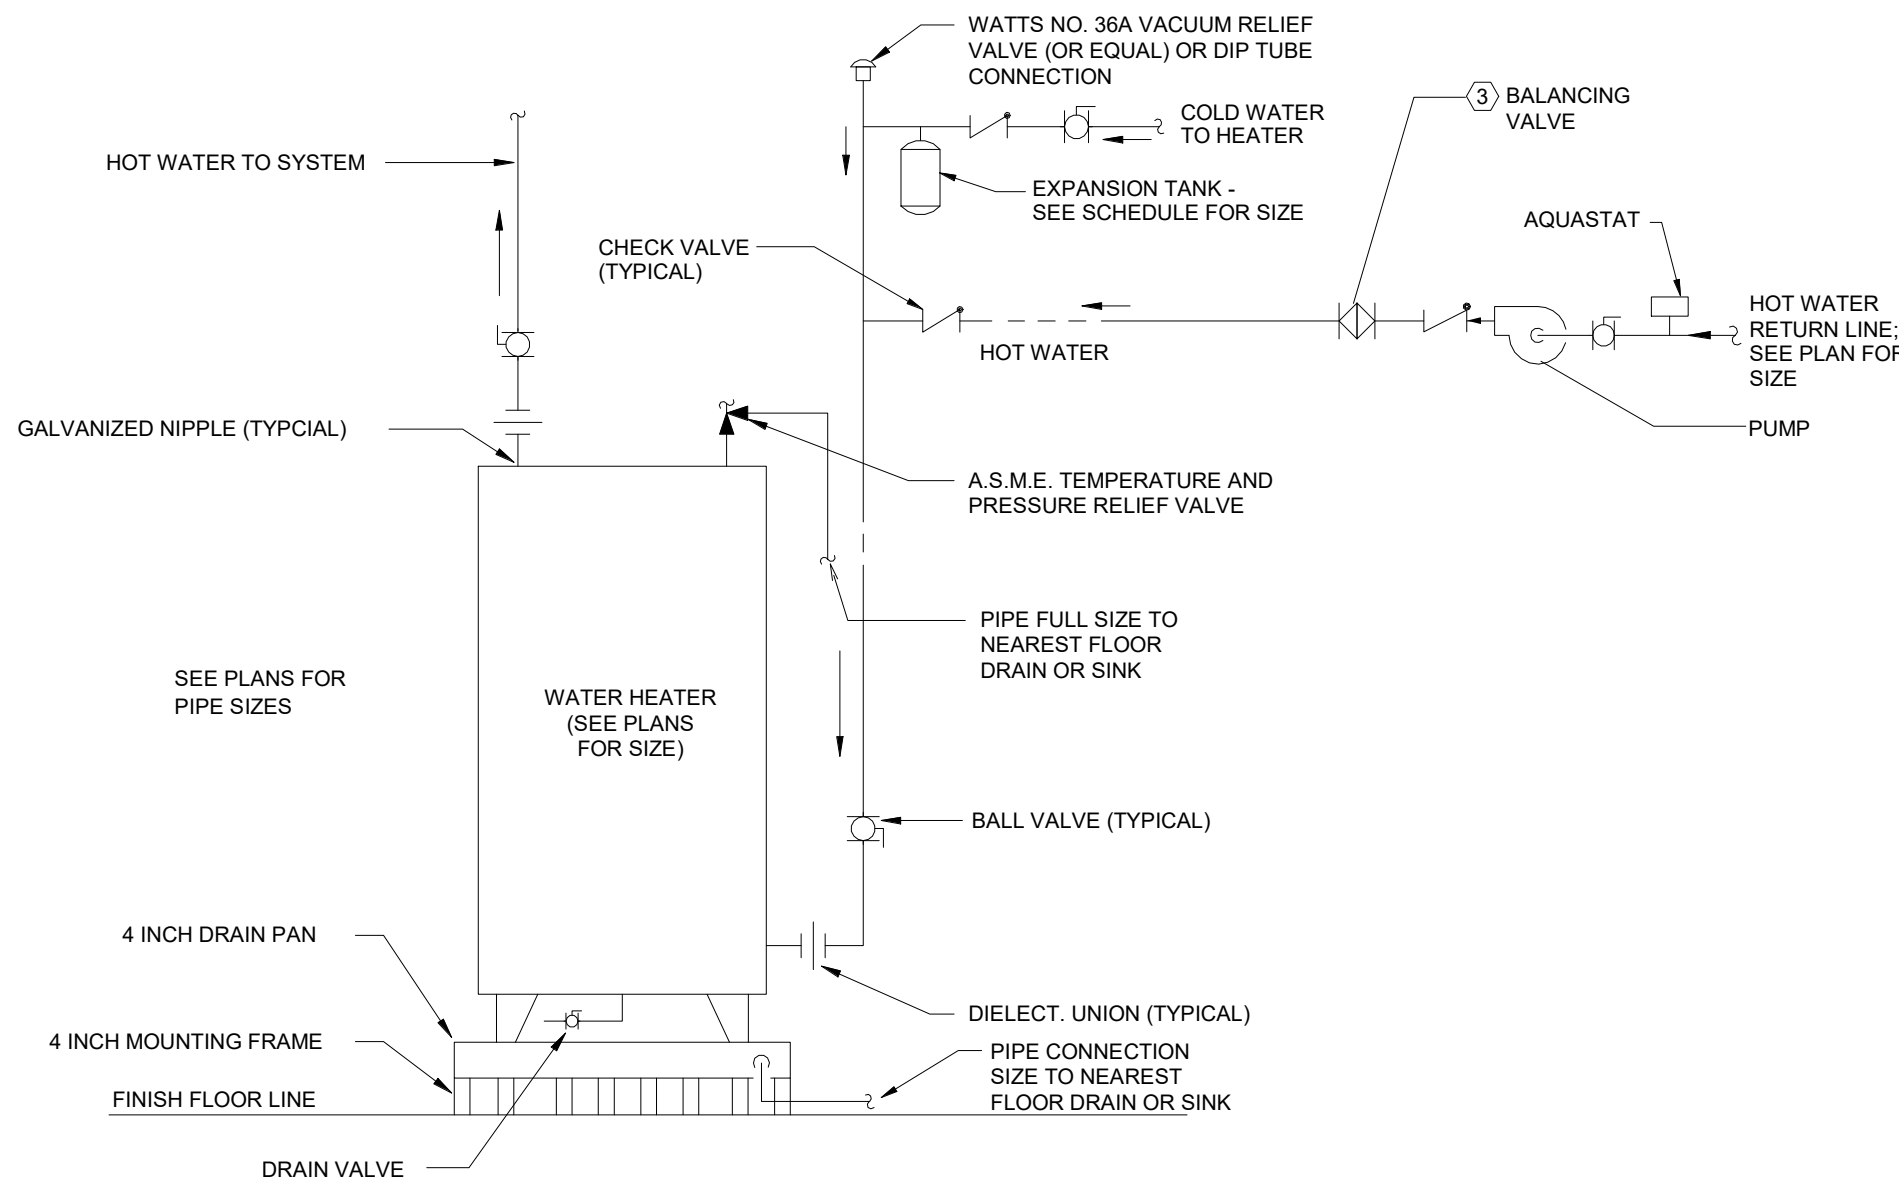 WATTS NO. 36A VACUUM RELIEF
VALVE (OR EQUAL) OR DIP TUBE
CONNECTION
3 BALANCING
VALVE
COLD WATER
TO HEATER
HOT WATER TO SYSTEM
EXPANSION TANK -
SEE SCHEDULE FOR SIZE
AQUASTAT
CHECK VALVE
(TYPICAL)
HOT WATER
RETURN LINE;
SEE PLAN FOR
SIZE
HOT WATER
GALVANIZED NIPPLE (TYPCIAL)
PUMP
A.S.M.E. TEMPERATURE AND
PRESSURE RELIEF VALVE
PIPE FULL SIZE TO
NEAREST FLOOR
DRAIN OR SINK
SEE PLANS FOR
PIPE SIZES
WATER HEATER
(SEE PLANS
FOR SIZE)
BALL VALVE (TYPICAL)
4 INCH DRAIN PAN
DIELECT. UNION (TYPICAL)
4 INCH MOUNTING FRAME
PIPE CONNECTION
SIZE TO NEAREST
FLOOR DRAIN OR SINK
FINISH FLOOR LINE
DRAIN VALVE